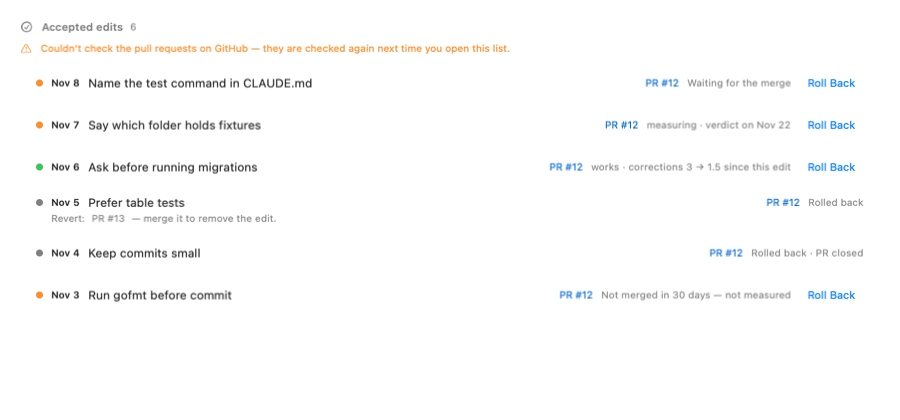 Accepted edits 6
Couldn't check the pull requests on GitHub — they are checked again next time you open this list.
Nov 8 Name the test command in CLAUDE.md PR #12 Waiting for the merge Roll Back
Nov 7 Say which folder holds fixtures PR #12 measuring · verdict on Nov 22 Roll Back
Nov 6 Ask before running migrations PR #12 works · corrections 3 → 1.5 since this edit Roll Back
Nov 5 Prefer table tests PR #12 Rolled back
Revert: PR #13 — merge it to remove the edit.
Nov 4 Keep commits small PR #12 Rolled back · PR closed
Nov 3 Run gofmt before commit PR #12 Not merged in 30 days — not measured Roll Back